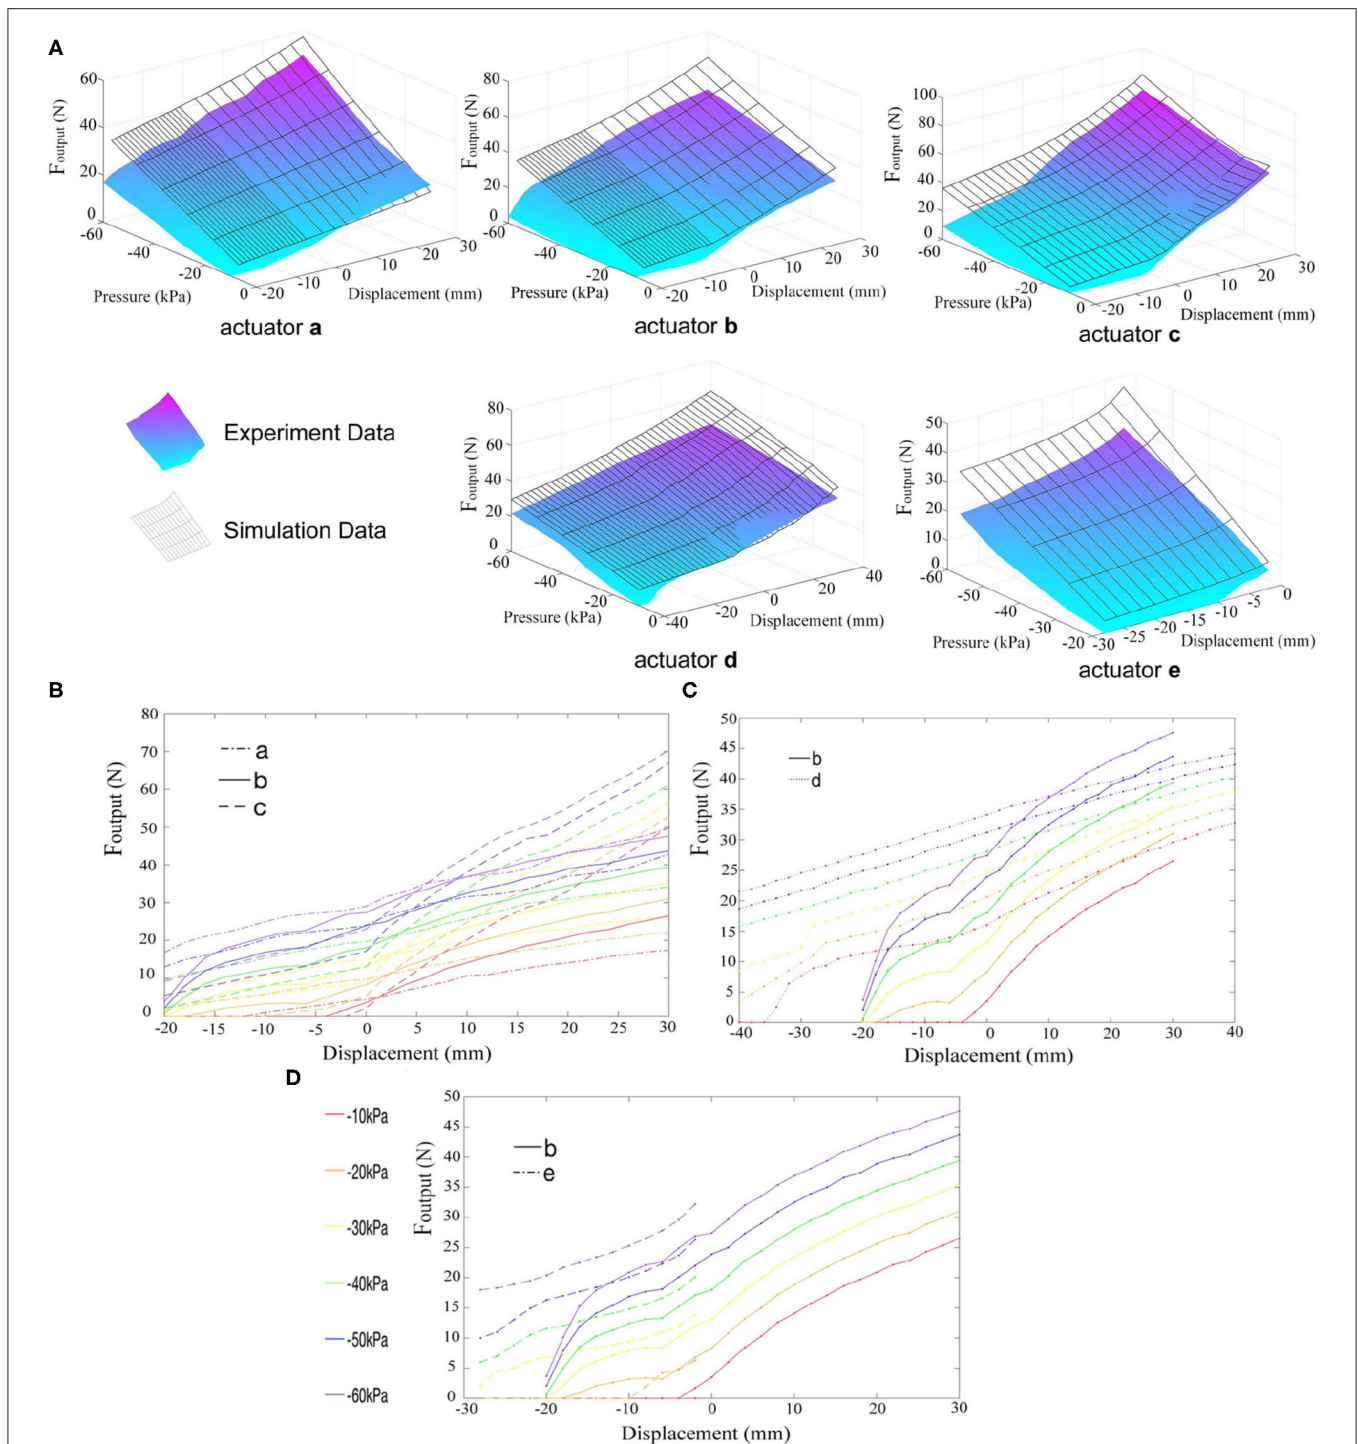 A
Foutput (N)
60
40
20
0
-60
-40
-20
0
Pressure (kPa)
-20
-10
0
10
20
30
Displacement (mm)
actuator a
Foutput (N)
80
60
40
20
0
-60
-40
-20
0
Pressure (kPa)
-20
-10
0
10
20
30
Displacement (mm)
actuator b
Foutput (N)
100
80
60
40
20
0
-60
-40
-20
0
Pressure (kPa)
-20
-10
0
10
20
30
Displacement (mm)
actuator c
Experiment Data
Simulation Data
Foutput (N)
80
60
40
20
0
-60
-40
-20
0
Pressure (kPa)
-40
-20
0
20
40
Displacement (mm)
actuator d
Foutput (N)
50
40
30
20
10
0
-60
-50
-40
-30
-20
Pressure (kPa)
-30
-25
-20
-15
-10
-5
0
Displacement (mm)
actuator e
B
Foutput (N)
80
70
60
50
40
30
20
10
0
a
b
c
-20 -15 -10 -5 0 5 10 15 20 25 30
Displacement (mm)
C
Foutput (N)
50
45
40
35
30
25
20
15
10
5
0
b
d
-40 -30 -20 -10 0 10 20 30 40
Displacement (mm)
D
-10kPa
-20kPa
-30kPa
-40kPa
-50kPa
-60kPa
Foutput (N)
50
45
40
35
30
25
20
15
10
5
0
b
e
-30 -20 -10 0 10 20 30
Displacement (mm)